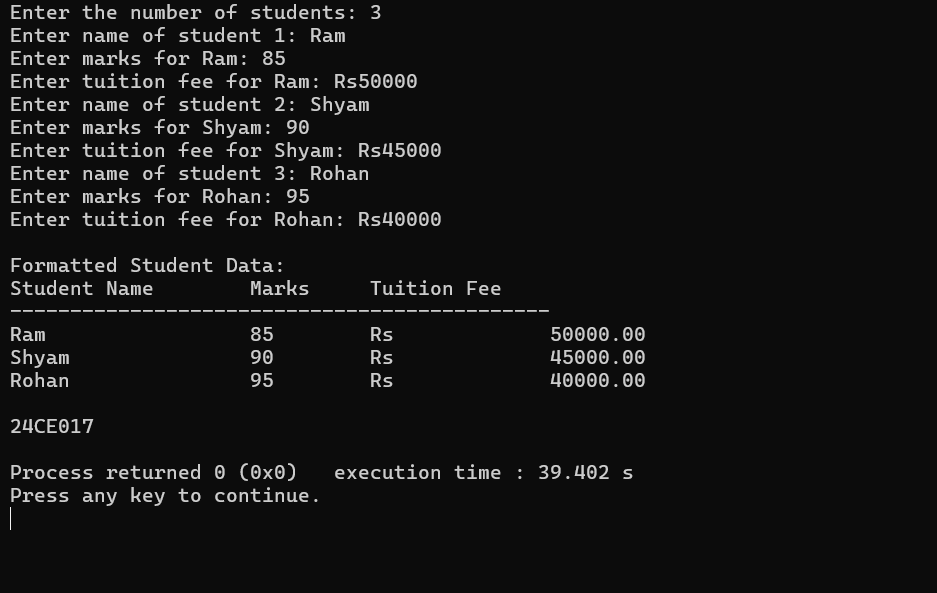 Enter the number of students: 3
Enter name of student 1: Ram
Enter marks for Ram: 85
Enter tuition fee for Ram: Rs50000
Enter name of student 2: Shyam
Enter marks for Shyam: 90
Enter tuition fee for Shyam: Rs45000
Enter name of student 3: Rohan
Enter marks for Rohan: 95
Enter tuition fee for Rohan: Rs40000

Formatted Student Data:
Student Name        Marks     Tuition Fee
---------------------------------------------
Ram                 85        Rs             50000.00
Shyam               90        Rs             45000.00
Rohan               95        Rs             40000.00

24CE017

Process returned 0 (0x0)   execution time : 39.402 s
Press any key to continue.